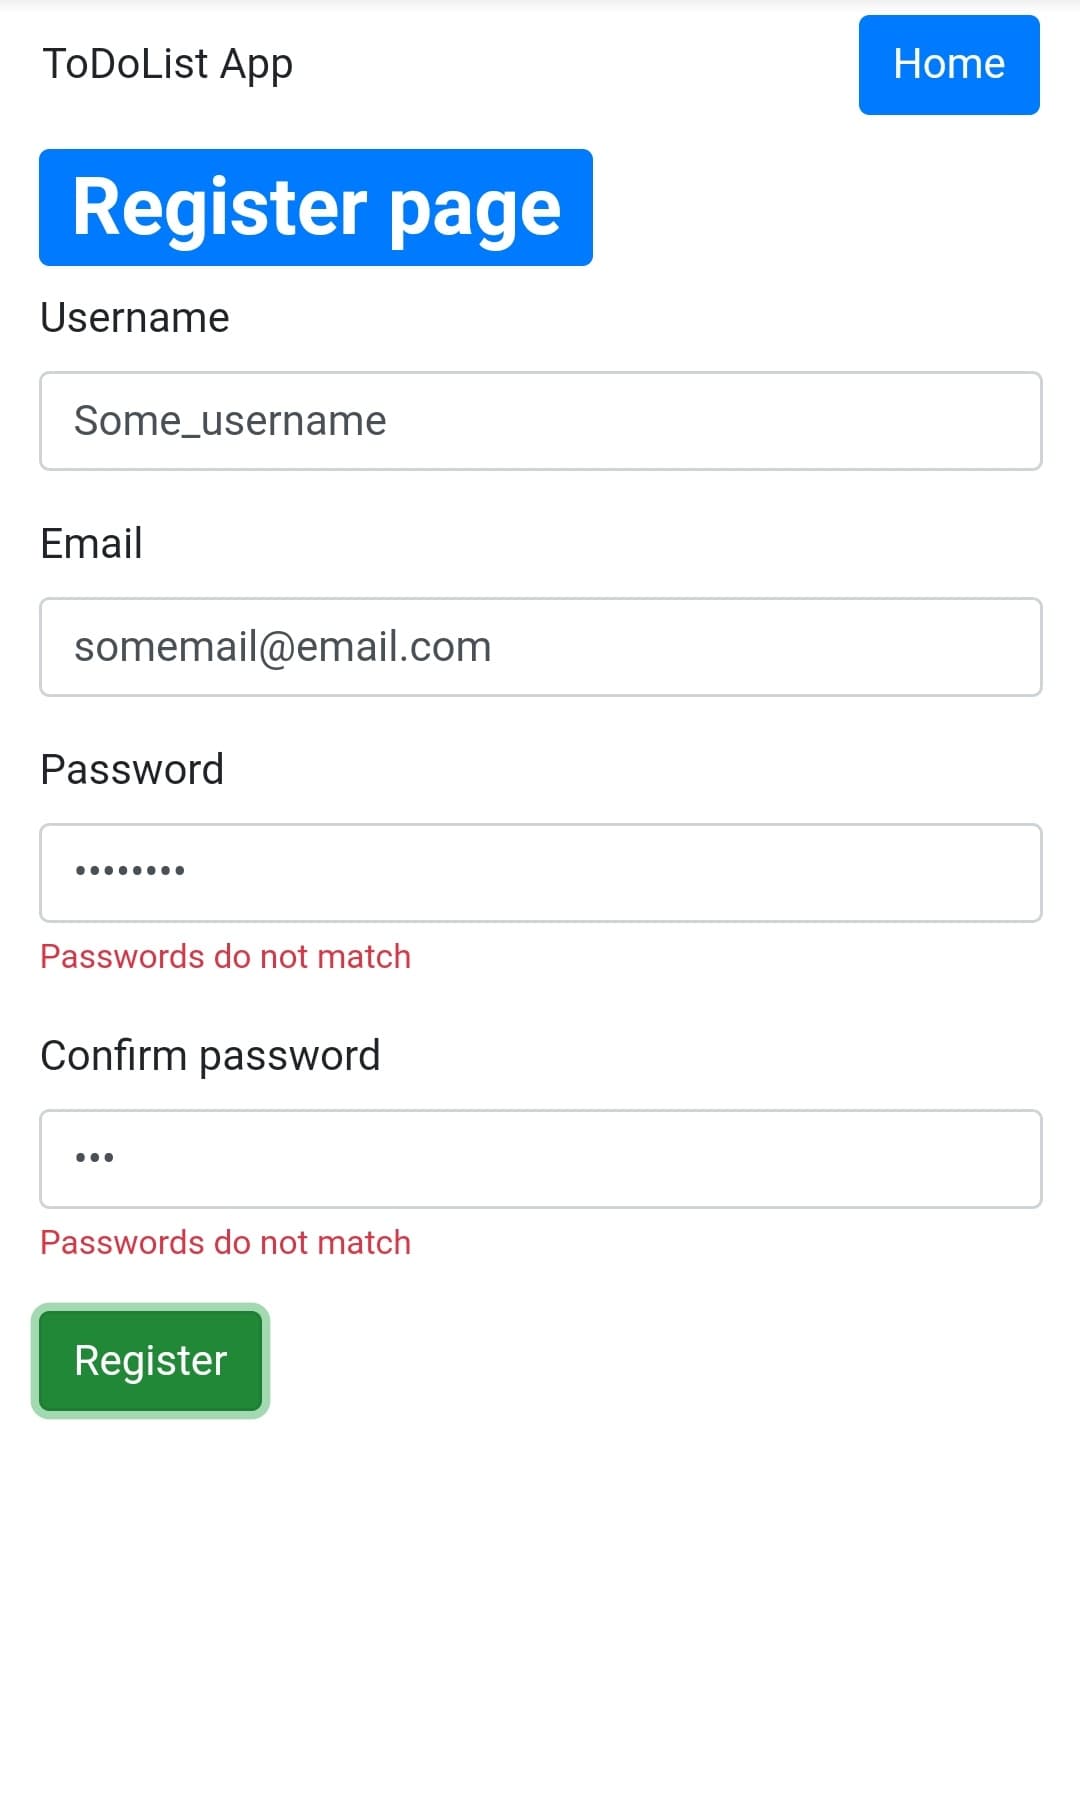 ToDoList App
Home
Register page
Username
Some_username
Email
somemail@email.com
Password
••••••••
Passwords do not match
Confirm password
•••
Passwords do not match
Register